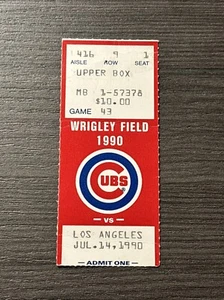 416 9 1
AISLE ROW SEAT
UPPER BOX
MB 1-57378
$10.00
GAME 43
WRIGLEY FIELD
1990
CUBS
VS
LOS ANGELES
JUL.14,1990
ADMIT ONE